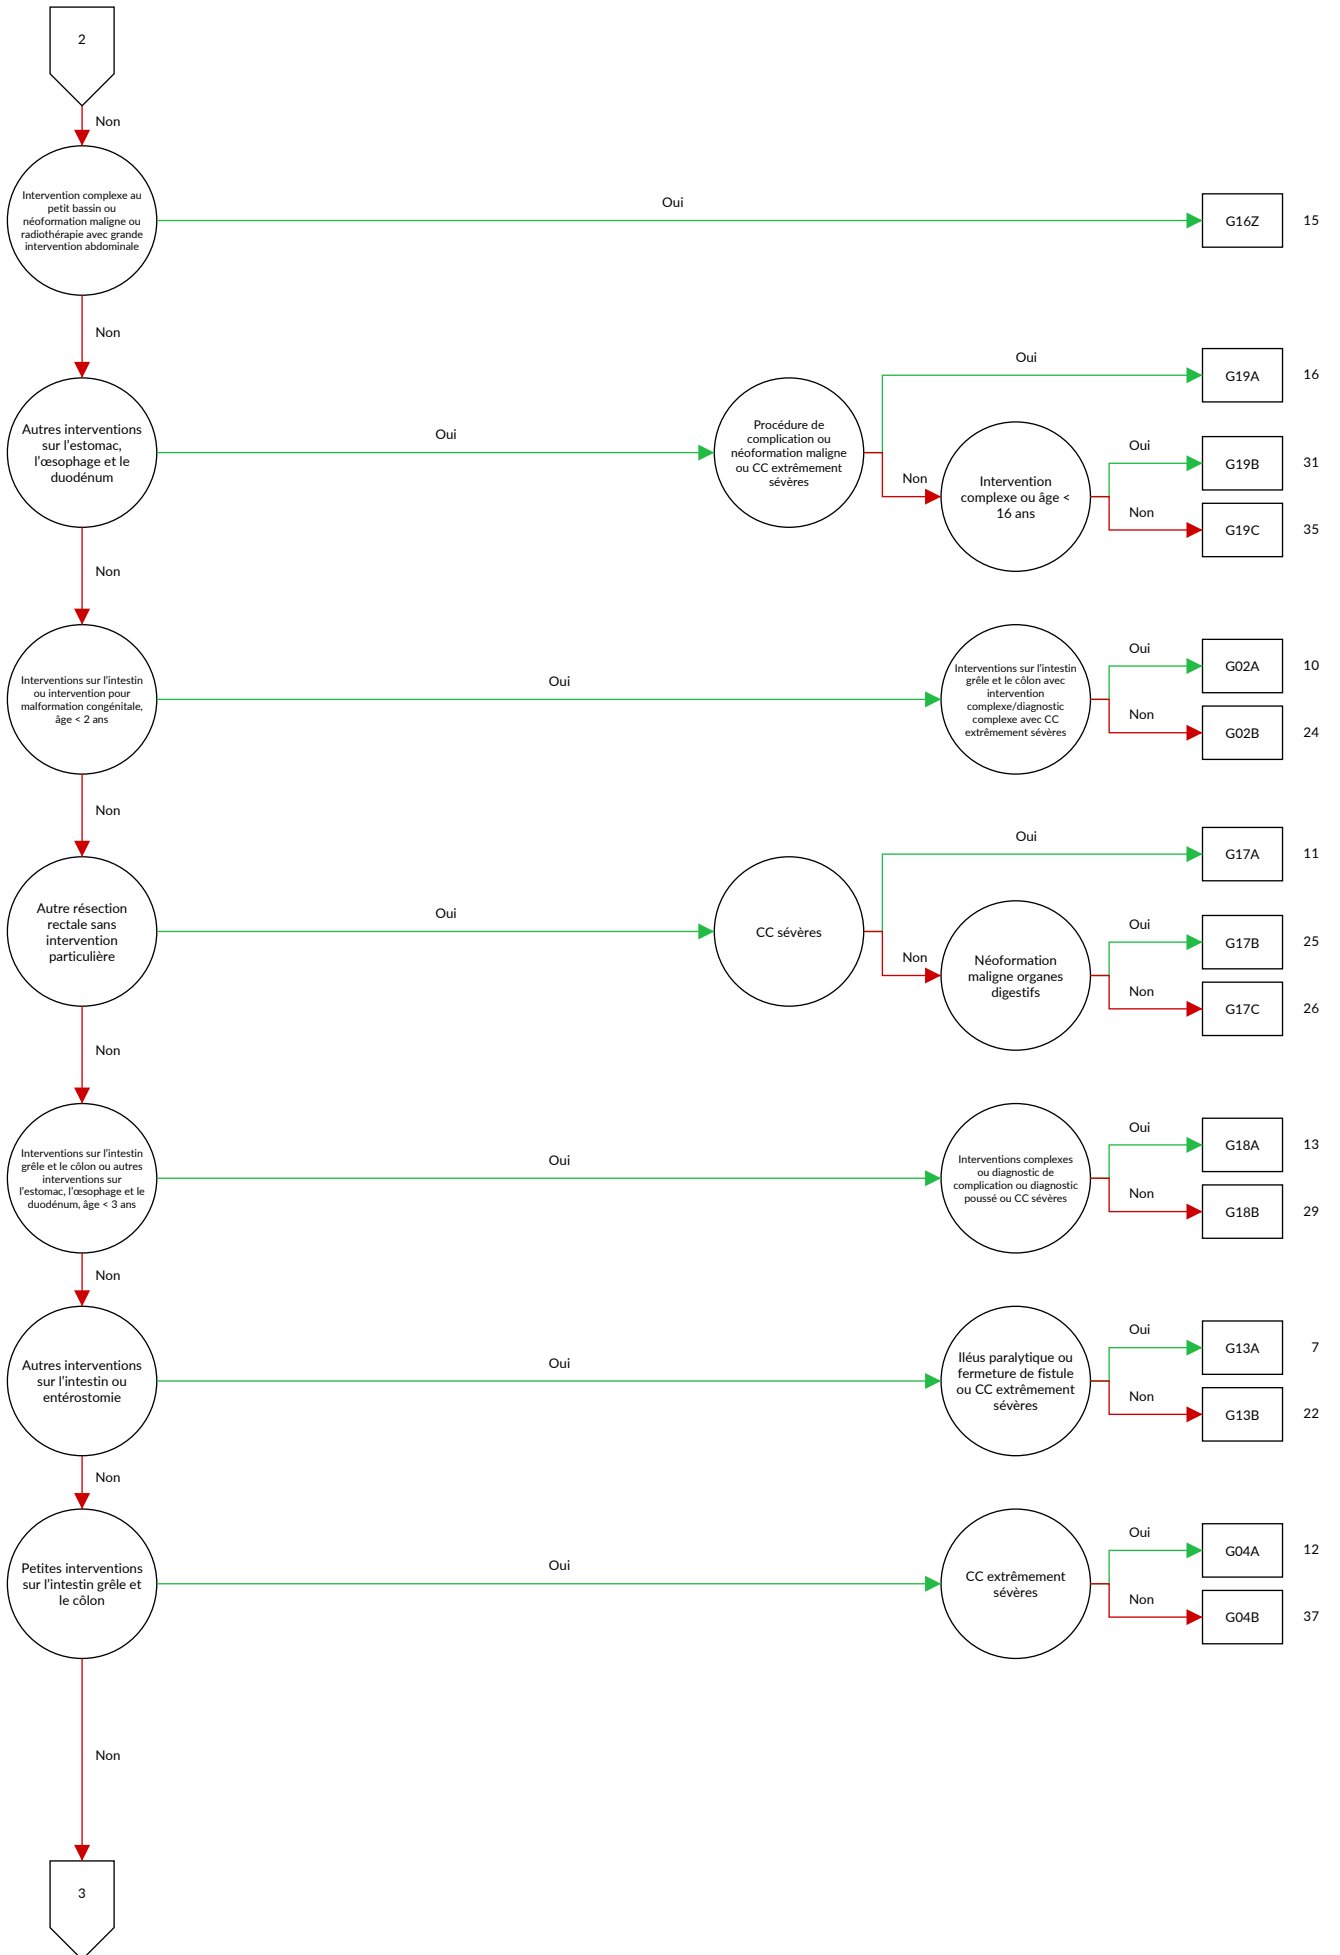 2
Non
Intervention complexe au
petit bassin ou
néoformation maligne ou
radiothérapie avec grande
intervention abdominale
Oui
G16Z
15
Non
Autres interventions
sur l'estomac,
l'œsophage et le
duodénum
Oui
Procédure de
complication ou
néoformation maligne
ou CC extrêmement
sévères
Oui
G19A
16
Non
Intervention
complexe ou âge <
16 ans
Oui
G19B
31
Non
G19C
35
Non
Interventions sur l'intestin
ou intervention pour
malformation congénitale,
âge < 2 ans
Oui
Interventions sur l'intestin
grêle et le côlon avec
intervention
complexe/diagnostic
complexe avec CC
extrêmement sévères
Oui
G02A
10
Non
G02B
24
Non
Autre résection
rectale sans
intervention
particulière
Oui
CC sévères
Oui
G17A
11
Non
Néoformation
maligne organes
digestifs
Oui
G17B
25
Non
G17C
26
Non
Interventions sur l'intestin
grêle et le côlon ou autres
interventions sur
l'estomac, l'œsophage et le
duodénum, âge < 3 ans
Oui
Interventions complexes
ou diagnostic de
complication ou diagnostic
poussé ou CC sévères
Oui
G18A
13
Non
G18B
29
Non
Autres interventions
sur l'intestin ou
entérostomie
Oui
Iléus paralytique ou
fermeture de fistule
ou CC extrêmement
sévères
Oui
G13A
7
Non
G13B
22
Non
Petites interventions
sur l'intestin grêle et
le côlon
Oui
CC extrêmement
sévères
Oui
G04A
12
Non
G04B
37
Non
3